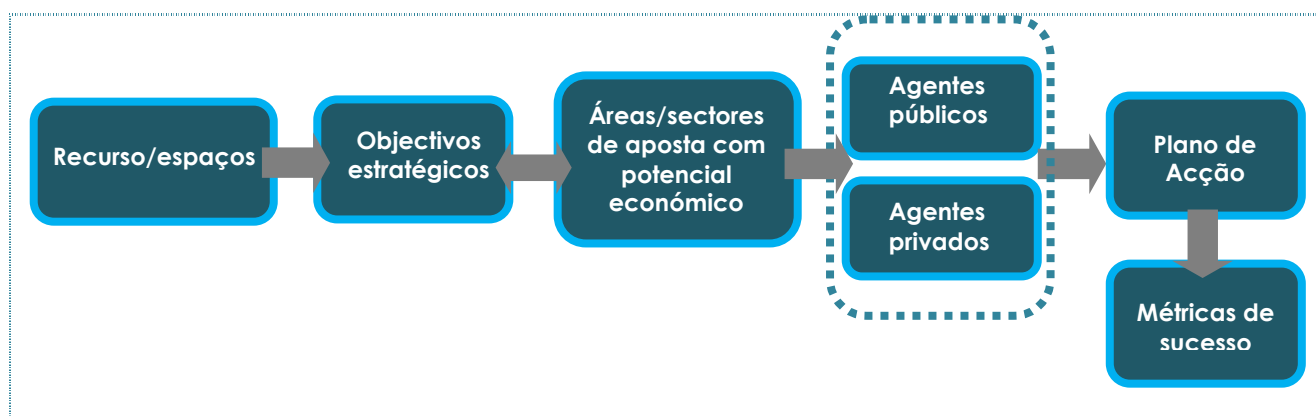 Recurso/espaços
Objectivos
estratégicos
Áreas/sectores
de aposta com
potencial
económico
Agentes
públicos
Agentes
privados
Plano de
Acção
Métricas de
sucesso